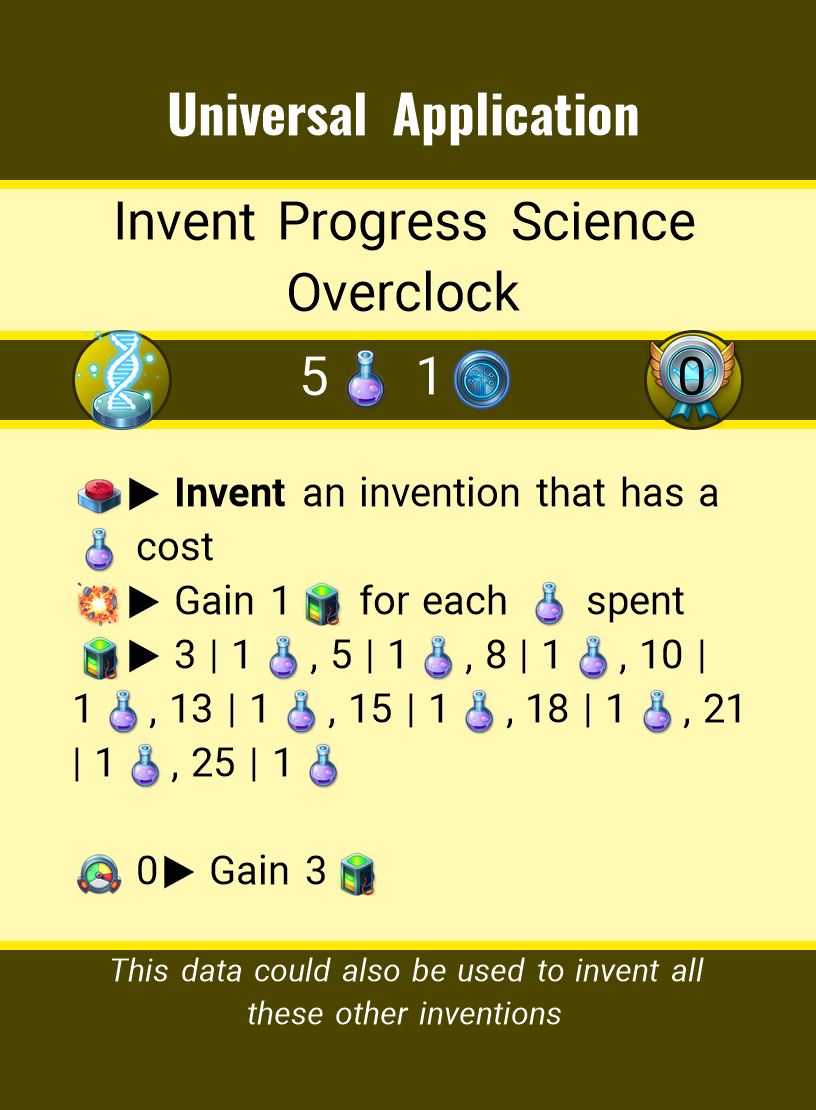 Universal Application
Invent Progress Science
Overclock
5 1 0
▶ Invent an invention that has a
cost
▶ Gain 1 for each spent
▶ 3 | 1 , 5 | 1 , 8 | 1 , 10 |
1 , 13 | 1 , 15 | 1 , 18 | 1 , 21
| 1 , 25 | 1
0▶ Gain 3
This data could also be used to invent all
these other inventions